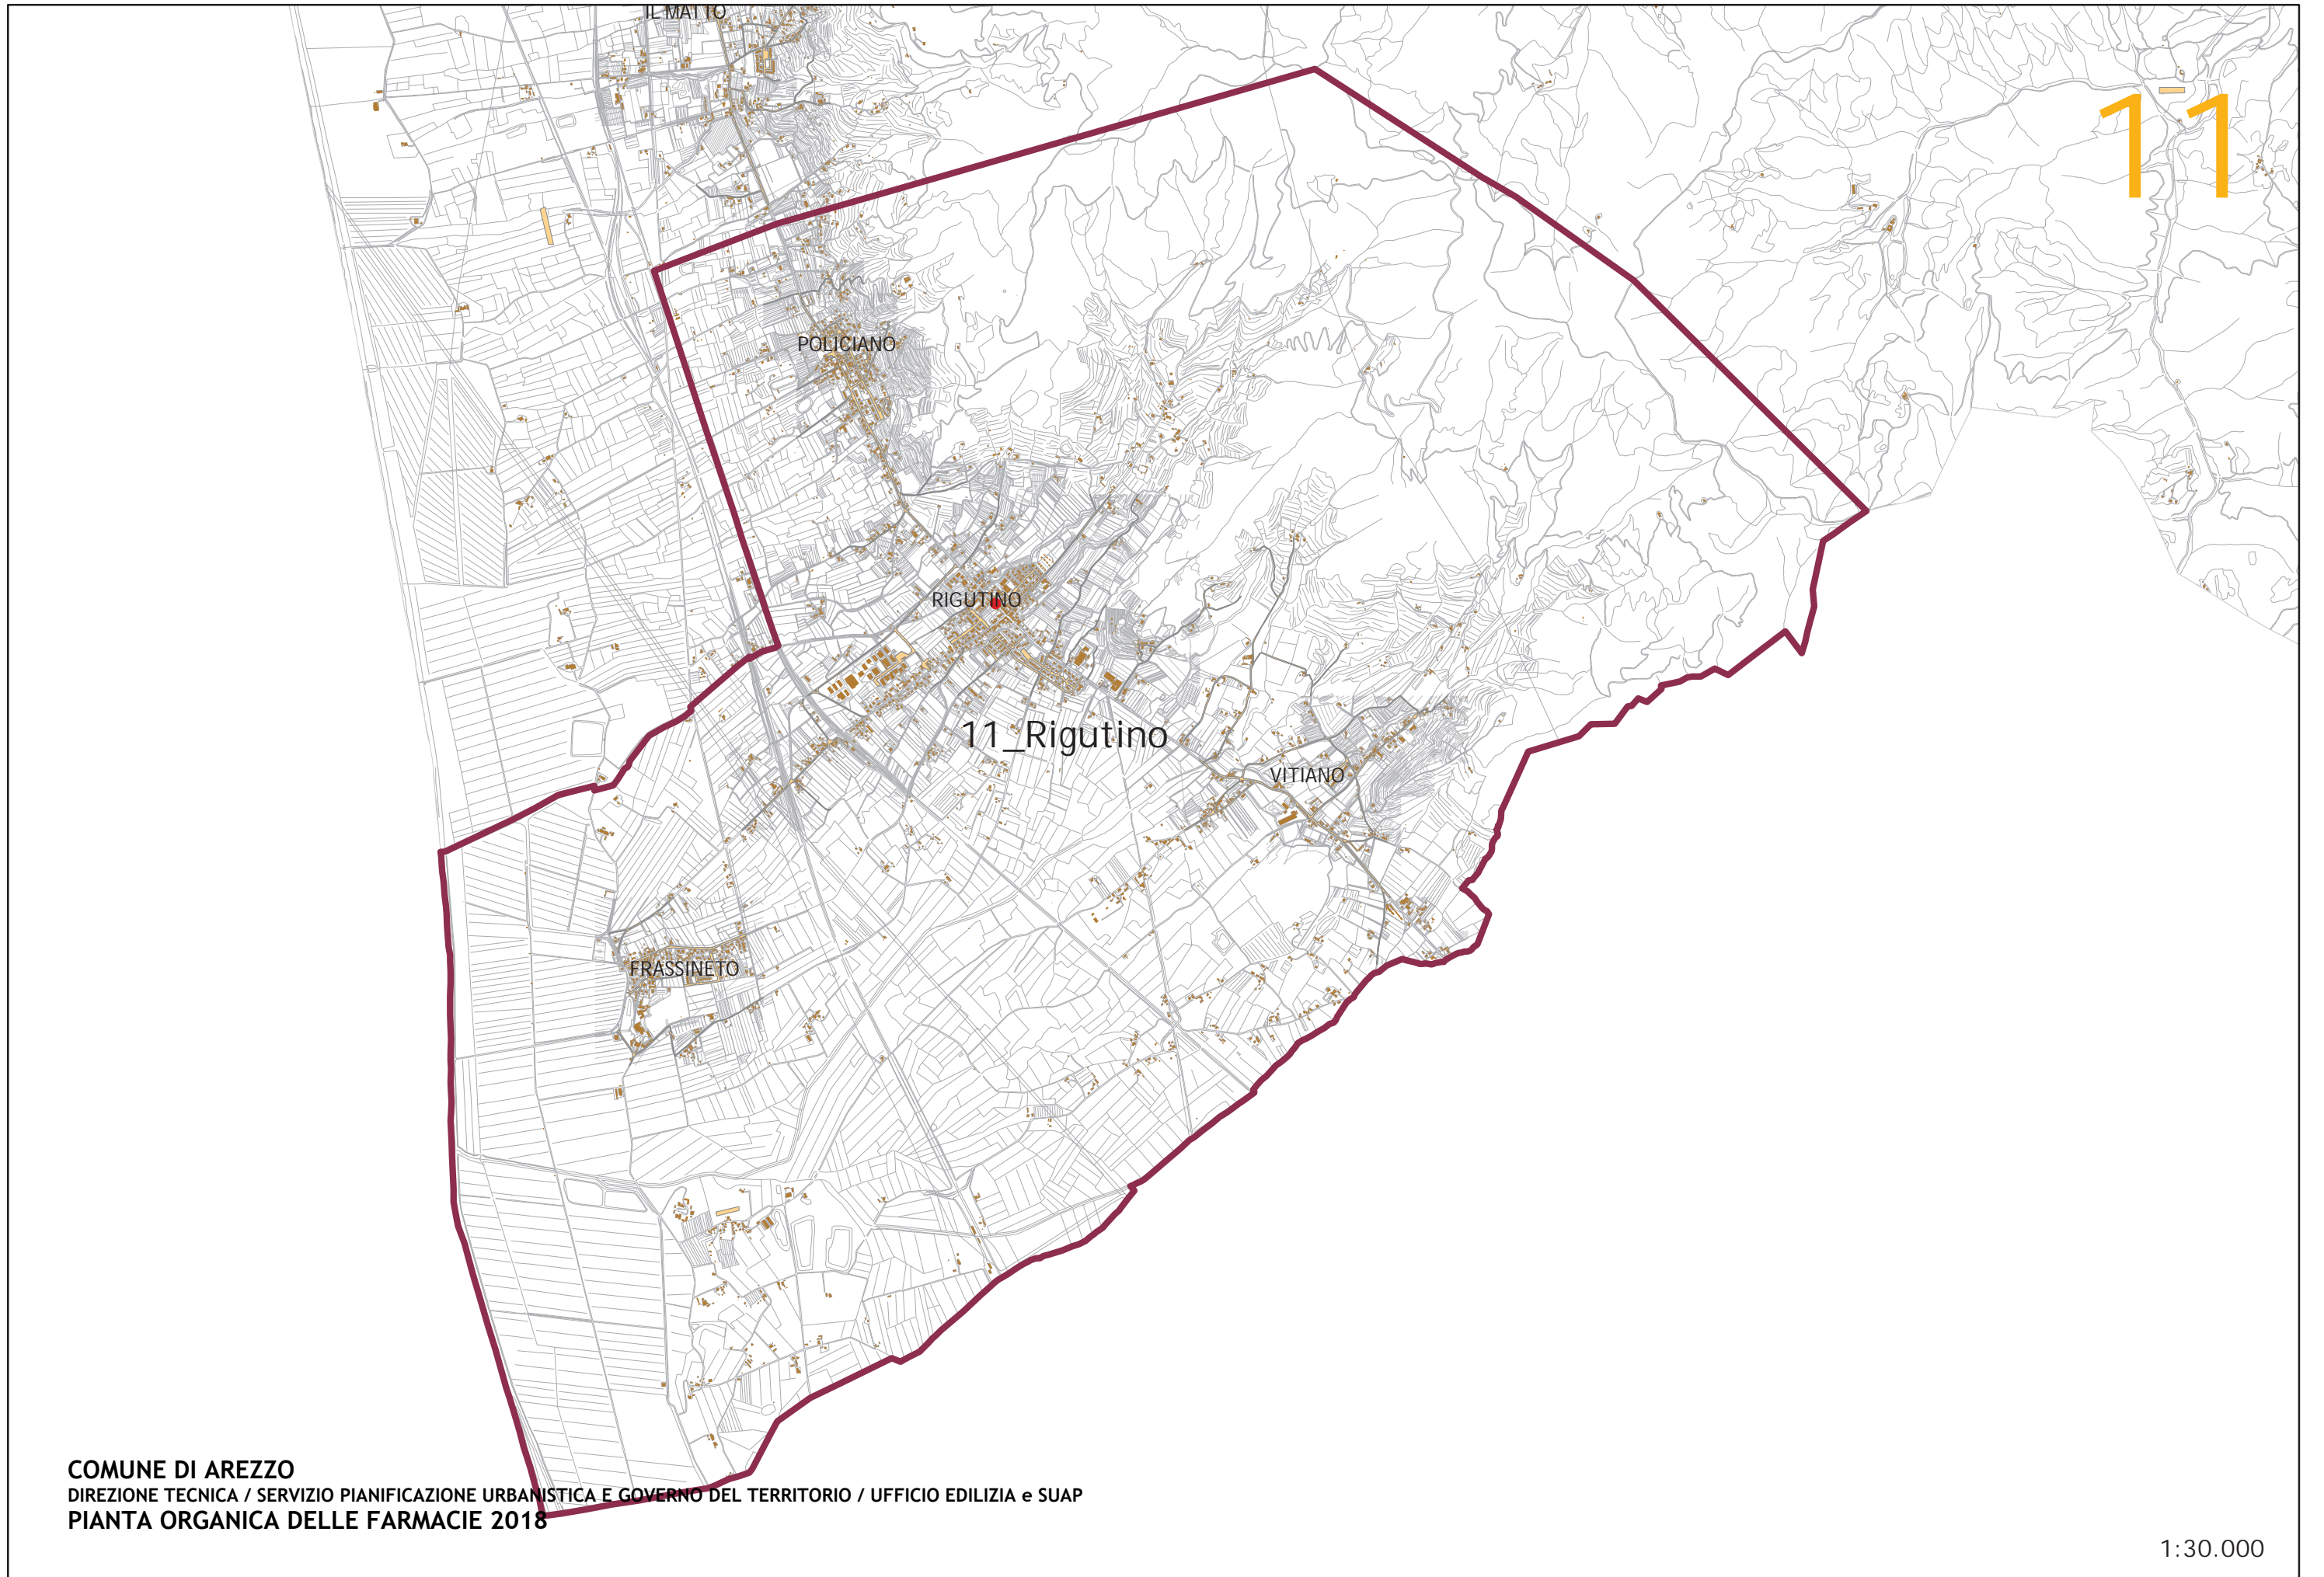 IL MATTO
11
POLICIANO
RIGUTINO
11_Rigutino
VITIANO
FRASSINETO
COMUNE DI AREZZO
DIREZIONE TECNICA / SERVIZIO PIANIFICAZIONE URBANISTICA E GOVERNO DEL TERRITORIO / UFFICIO EDILIZIA e SUAP
PIANTA ORGANICA DELLE FARMACIE 2018
1:30.000